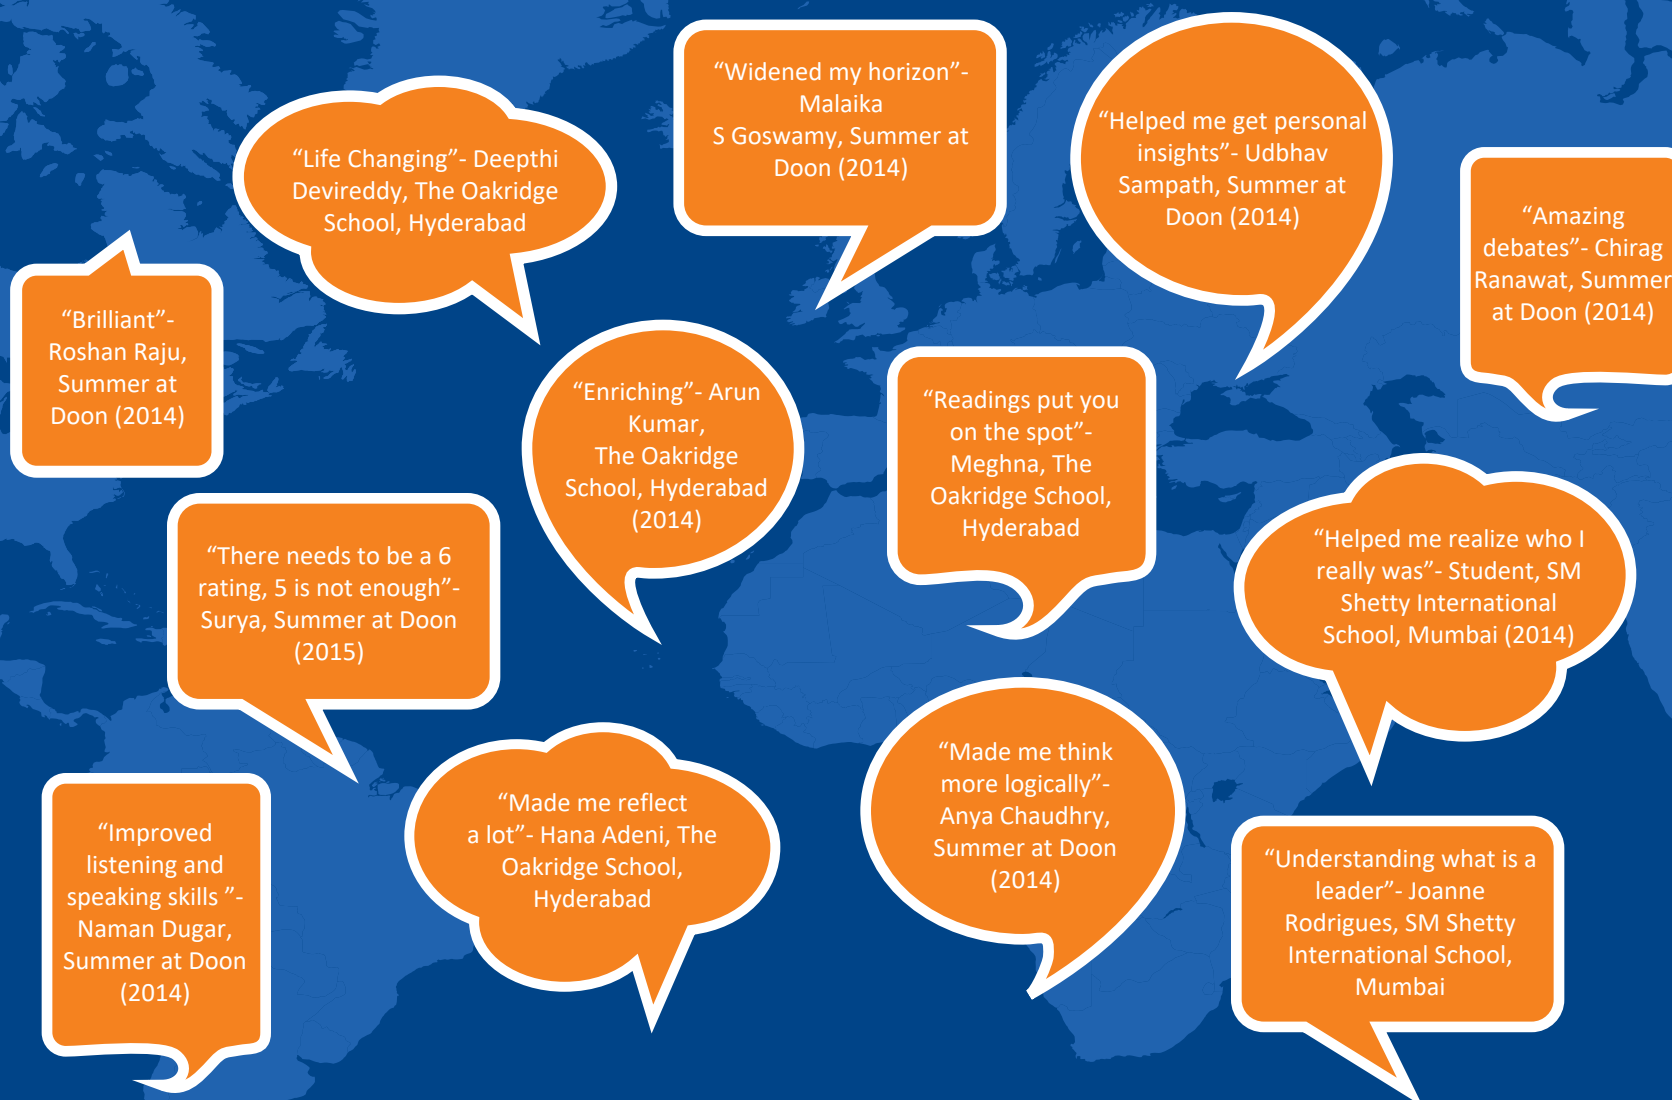 “Widened my horizon”-
Malaika
S Goswamy, Summer at
Doon (2014)
“Helped me get personal
insights”- Udbhav
Sampath, Summer at
Doon (2014)
“Life Changing”- Deepthi
Devireddy, The Oakridge
School, Hyderabad
“Amazing
debates”- Chirag
Ranawat, Summer
at Doon (2014)
“Brilliant”-
Roshan Raju,
Summer at
Doon (2014)
“Enriching”- Arun
Kumar,
The Oakridge
School, Hyderabad
(2014)
“Readings put you
on the spot”-
Meghna, The
Oakridge School,
Hyderabad
“There needs to be a 6
rating, 5 is not enough”-
Surya, Summer at Doon
(2015)
“Helped me realize who I
really was”- Student, SM
Shetty International
School, Mumbai (2014)
“Made me think
more logically”-
Anya Chaudhry,
Summer at Doon
(2014)
“Made me reflect
a lot”- Hana Adeni, The
Oakridge School,
Hyderabad
“Improved
listening and
speaking skills ”-
Naman Dugar,
Summer at Doon
(2014)
“Understanding what is a
leader”- Joanne
Rodrigues, SM Shetty
International School,
Mumbai